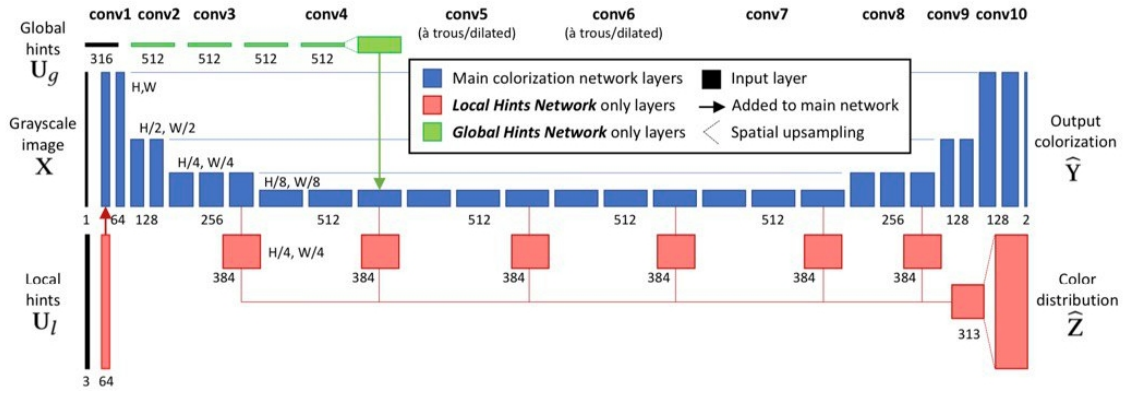 conv1 conv2 conv3 conv4 conv5 conv6 conv7 conv8 conv9 conv10
(à trous/dilated) (à trous/dilated)
Global
hints
U_g
316 512 512 512 512
Main colorization network layers
Local Hints Network only layers
Global Hints Network only layers
Input layer
Added to main network
Spatial upsampling
H,W
H/2, W/2
H/4, W/4
H/8, W/8
Grayscale
image
X
Output
colorization
Ŷ
1 64 128 256 512 512 512 512 256 128 128 2
H/4, W/4
384 384 384 384 384 384
313
Local
hints
U_l
Color
distribution
Ẑ
3 64